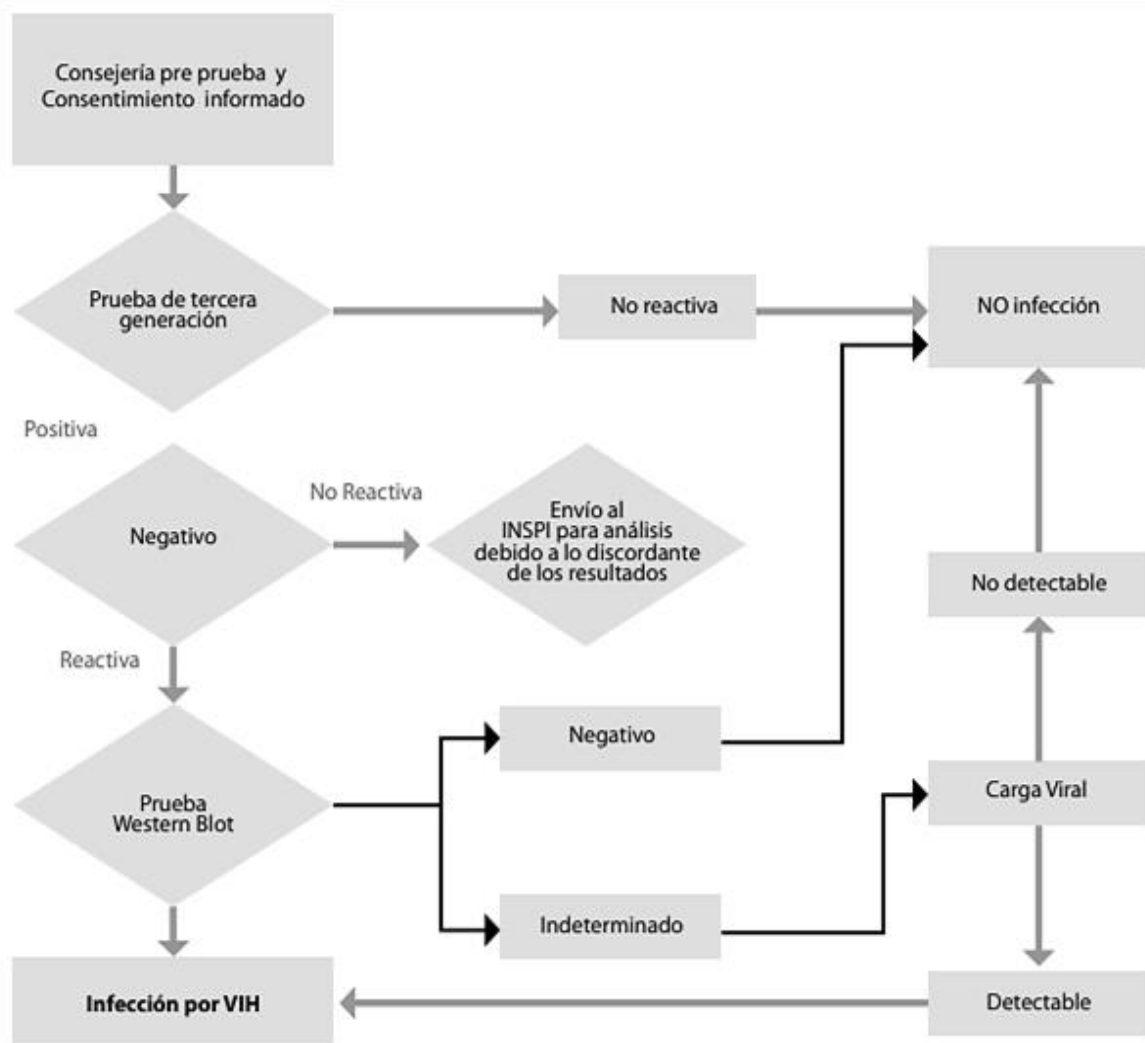 Consejería pre prueba y
Consentimiento informado
Prueba de tercera
generación
No reactiva
NO infección
Positiva
Negativo
No Reactiva
Envío al
INSPI para análisis
debido a lo discordante
de los resultados
No detectable
Reactiva
Prueba
Western Blot
Negativo
Carga Viral
Indeterminado
Infección por VIH
Detectable